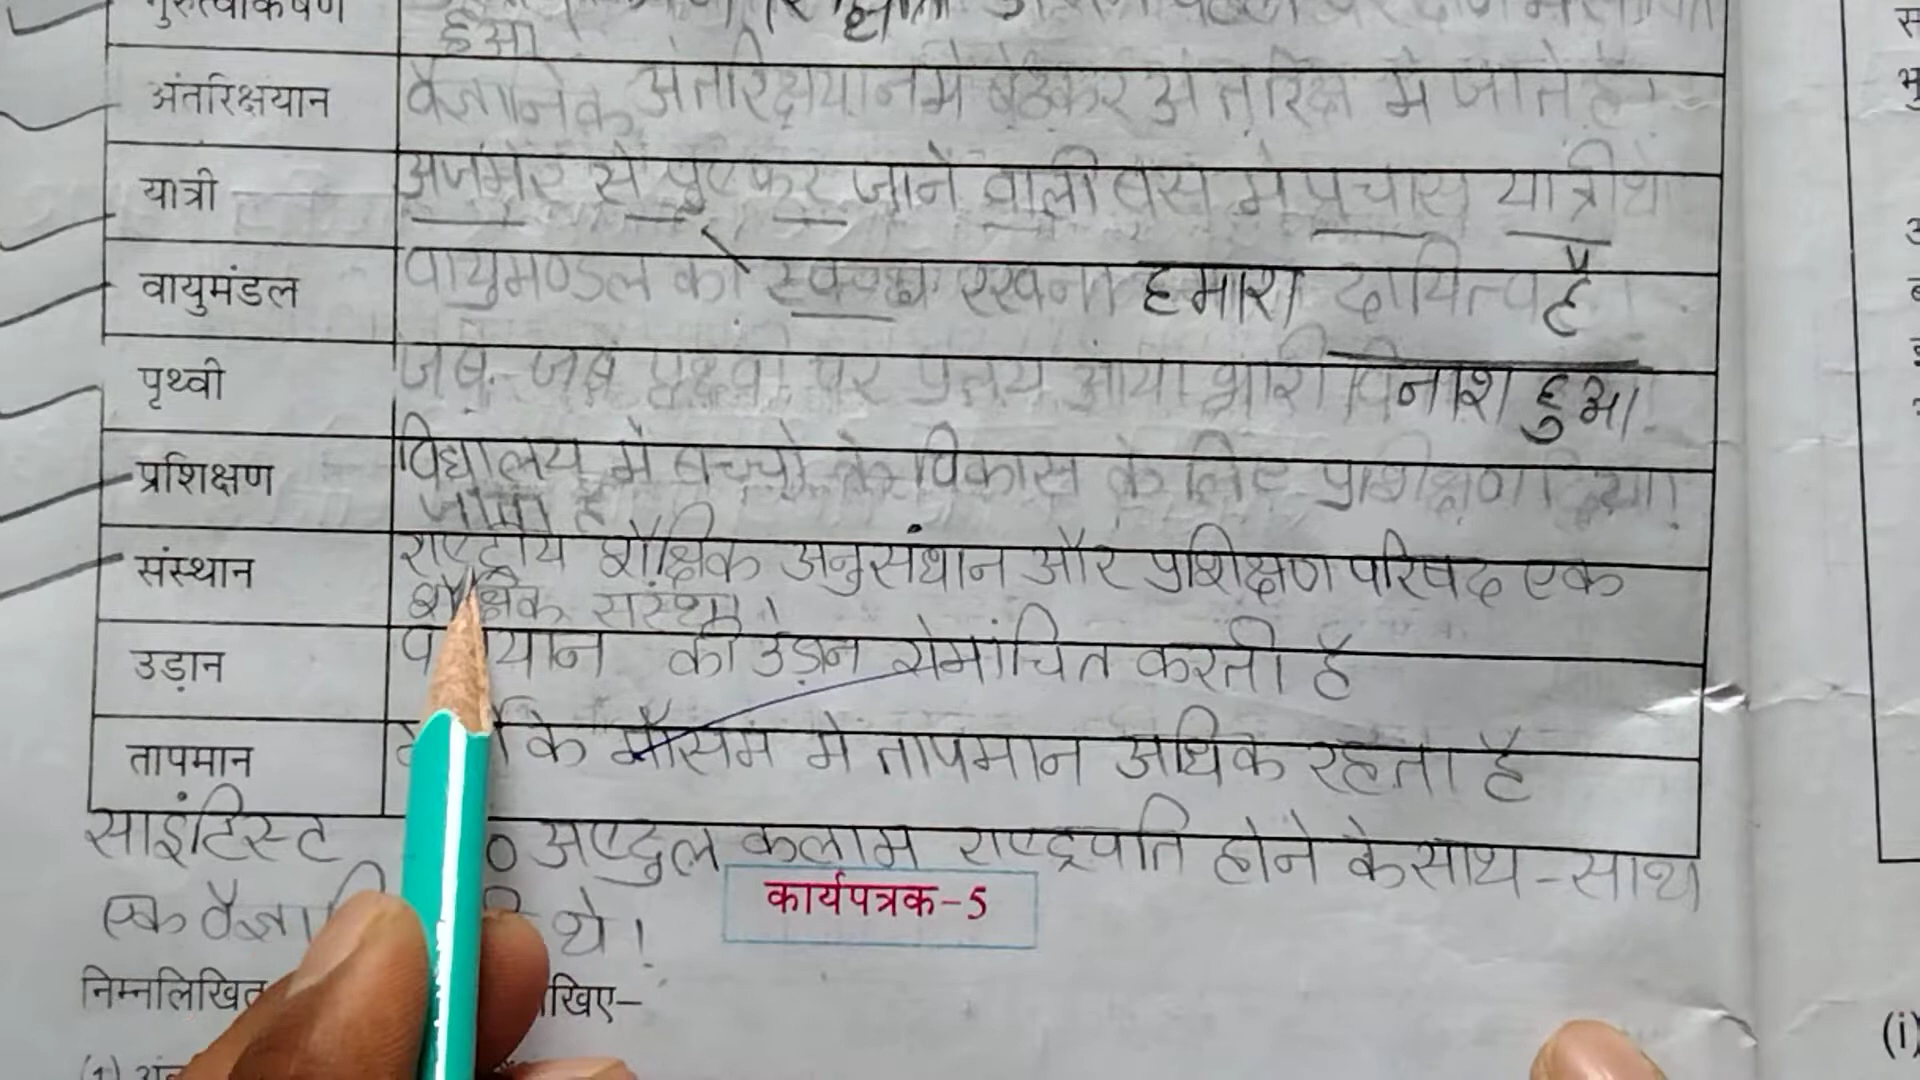 गुरुत्वाकर्षण
हुआ।
अंतरिक्षयान वैज्ञानिक अंतरिक्षयान में बैठकर अंतरिक्ष में जाते है
यात्री अजमेर से पुष्कर जाने वाली बस मे पचास यात्री थे
वायुमंडल वायुमण्डल को स्वच्छ रखना हमारा दायित्व है
पृथ्वी जब-जब पृथ्वी पर प्रलय आया भारी विनाश हुआ
प्रशिक्षण विद्यालय मे बच्चो के विकास के लिए प्रशिक्षण दिया
जाता है
संस्थान राष्ट्रीय शैक्षिक अनुसंधान और प्रशिक्षण परिषद एक
शैक्षिक संस्था।
उड़ान की उड़ान रोमांचित करती है
तापमान कि मौसम मे तापमान अधिक रहता है
साइंटिस्ट अब्दुल कलाम राष्ट्रपति होने के साथ-साथ
एक थे।
कार्यपत्रक-5
निम्नलिखित
(i)